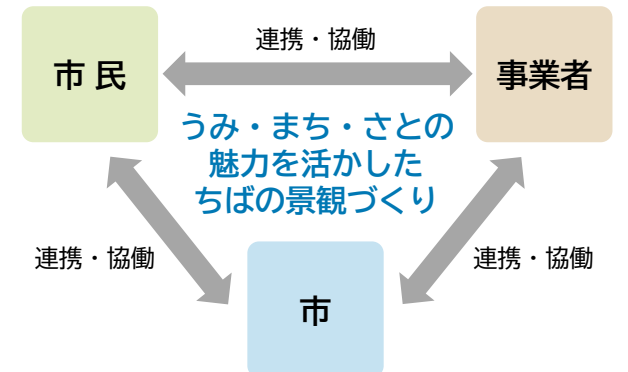 連携・協働
市 民
事業者
うみ・まち・さとの
魅力を活かした
ちばの景観づくり
連携・協働
連携・協働
市